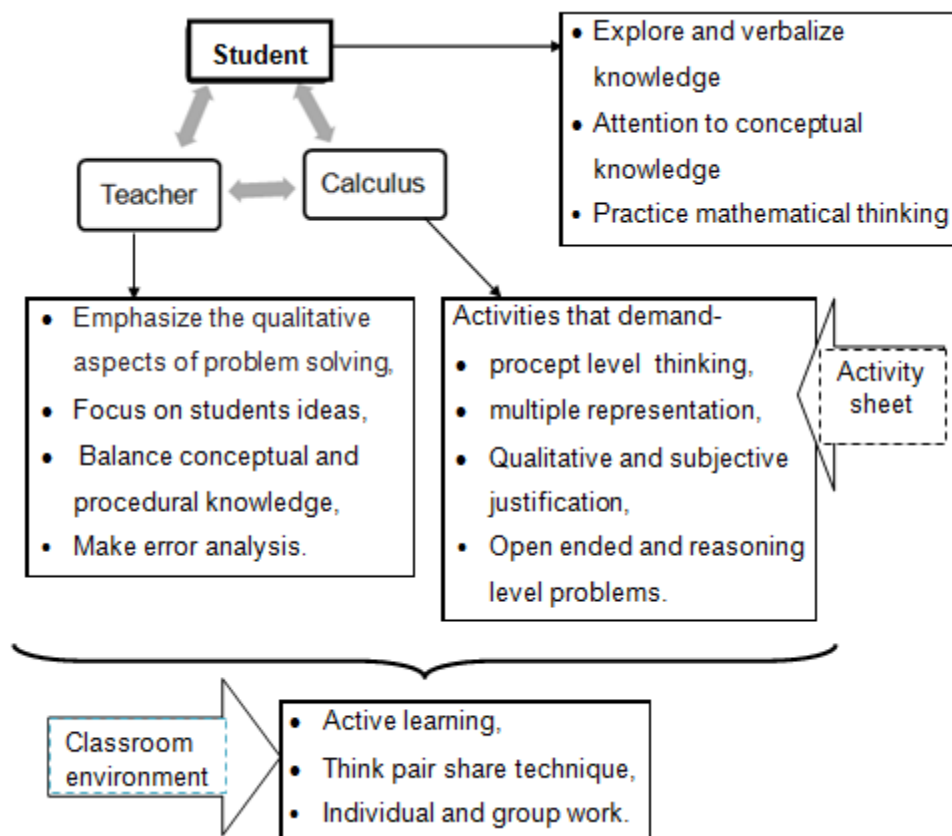 Student
• Explore and verbalize
knowledge
• Attention to conceptual
knowledge
• Practice mathematical thinking
Teacher
Calculus
• Emphasize the qualitative
aspects of problem solving,
• Focus on students ideas,
• Balance conceptual and
procedural knowledge,
• Make error analysis.
Activities that demand-
• procept level thinking,
• multiple representation,
• Qualitative and subjective
justification,
• Open ended and reasoning
level problems.
Activity
sheet
Classroom
environment
• Active learning,
• Think pair share technique,
• Individual and group work.